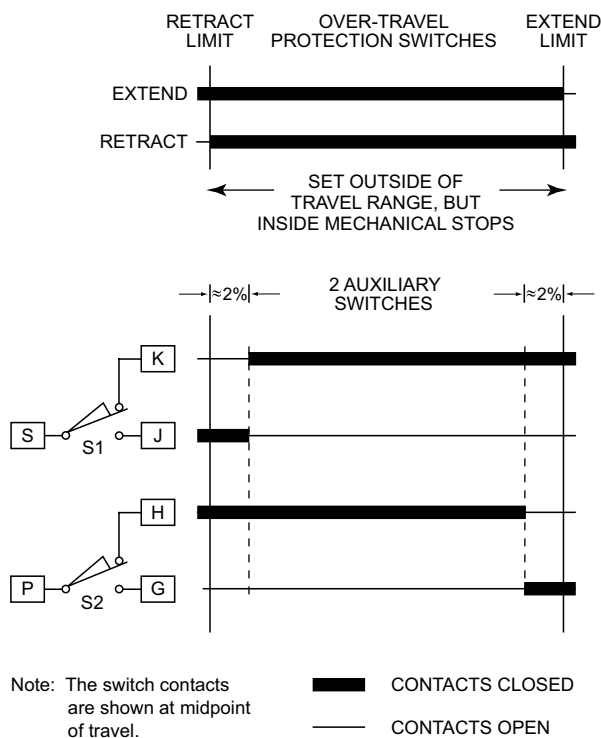 RETRACT
LIMIT
OVER-TRAVEL
PROTECTION SWITCHES
EXTEND
LIMIT
EXTEND
RETRACT
SET OUTSIDE OF
TRAVEL RANGE, BUT
INSIDE MECHANICAL STOPS
≈2%
2 AUXILIARY
SWITCHES
≈2%
K
S
S1
J
H
P
S2
G
Note: The switch contacts
are shown at midpoint
of travel.
CONTACTS CLOSED
CONTACTS OPEN